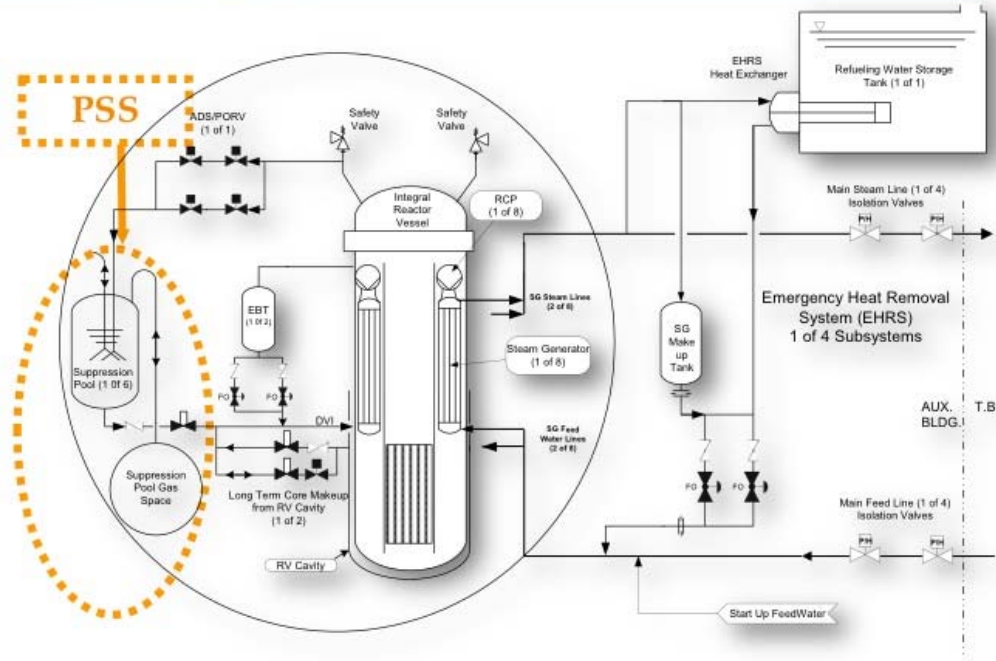 PSS
ADS/PORV
(1 of 1)
Safety
Valve
Safety
Valve
Integral
Reactor
Vessel
RCP
(1 of 8)
EHRS
Heat Exchanger
Refueling Water Storage
Tank (1 of 1)
Main Steam Line (1 of 4)
Isolation Valves
P/H
P/H
EBT
(1 0f 2)
SG Steam Lines
(2 of 8)
Suppression
Pool (1 0f 6)
Steam Generator
(1 of 8)
SG
Make
up
Tank
Emergency Heat Removal
System (EHRS)
1 of 4 Subsystems
FO
FO
DVI
SG Feed
Water Lines
(2 of 8)
AUX.
BLDG.
T.B
Suppression
Pool Gas
Space
Long Term Core Makeup
from RV Cavity
(1 of 2)
FO
FO
Main Feed Line (1 of 4)
Isolation Valves
P/H
P/H
RV Cavity
Start Up FeedWater